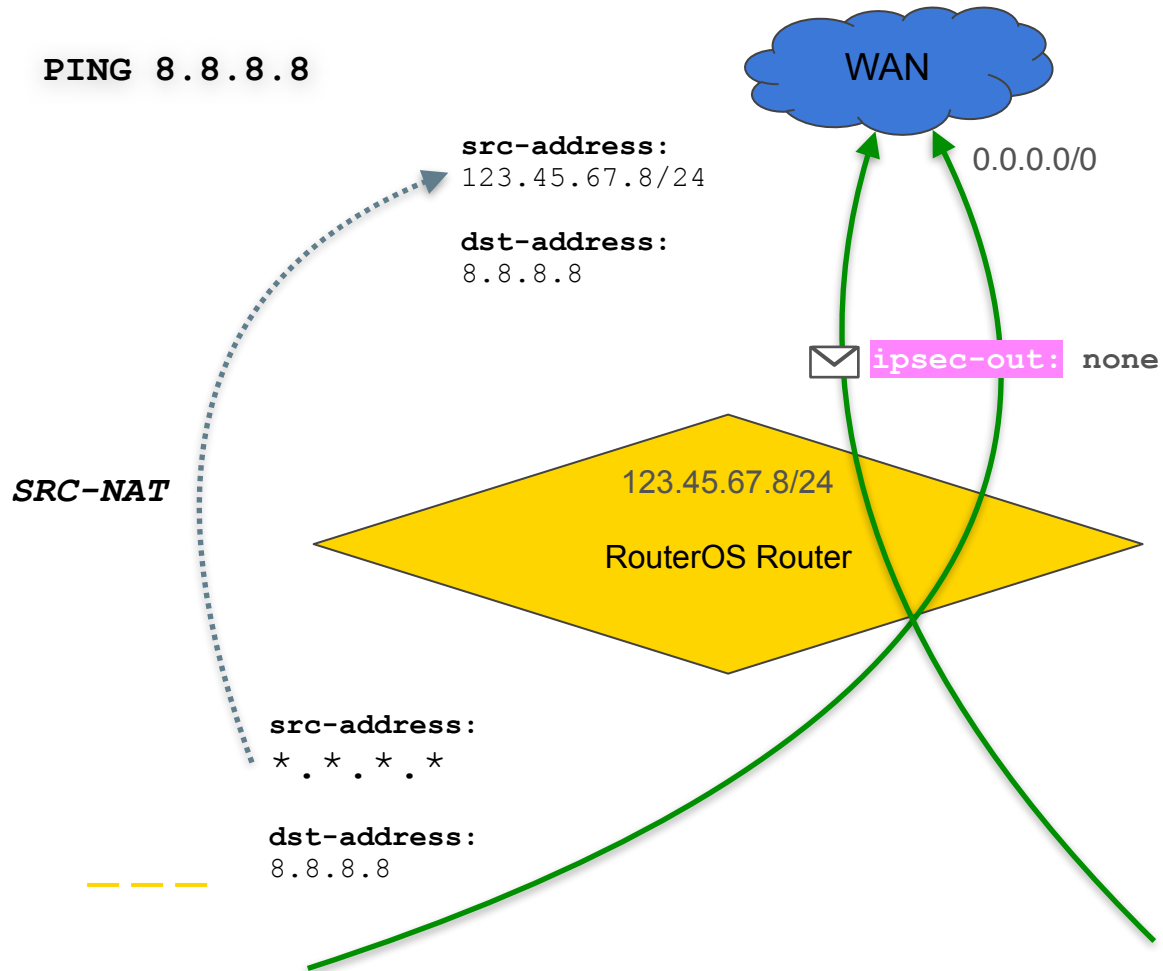 PING 8.8.8.8
WAN
src-address:
123.45.67.8/24
0.0.0.0/0
dst-address:
8.8.8.8
ipsec-out: none
123.45.67.8/24
SRC-NAT
RouterOS Router
src-address:
*.*.*.*
dst-address:
8.8.8.8